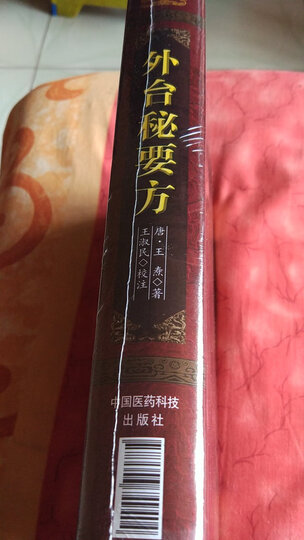 外台秘要方
唐·王 焘◇著
王淑民◇校注
中国医药科技
出版社